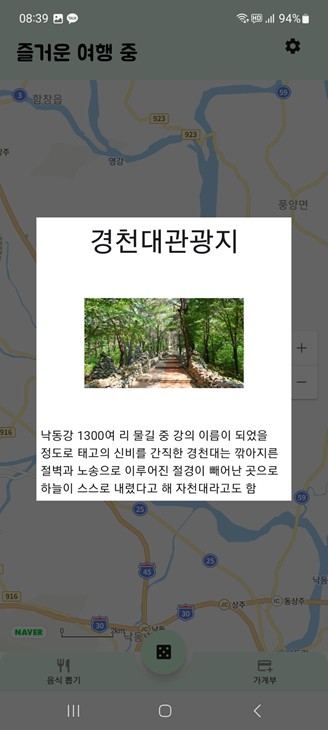 08:39
94%
즐거운 여행 중
3
함창읍
59
923
923
영강
풍양면
경천대관광지
+
낙동강 1300여 리 물길 중 강의 이름이 되었을
정도로 태고의 신비를 간직한 경천대는 깎아지른
절벽과 노송으로 이루어진 절경이 빼어난 곳으로
하늘이 스스로 내렸다고 해 자천대라고도 함
916
25
59
25
45
916
JC 상주
JC 동상주
30
30
NAVER
0
2km
음식 뽑기
가계부